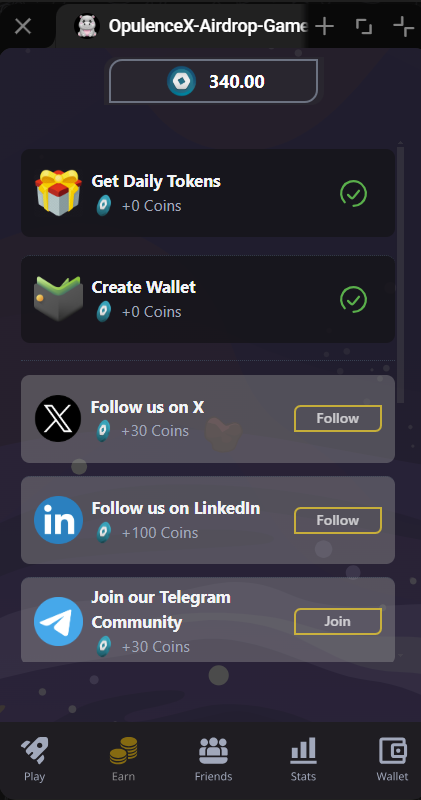 OpulenceX-Airdrop-Game
340.00
Get Daily Tokens
+0 Coins
Create Wallet
+0 Coins
Follow us on X
+30 Coins
Follow
Follow us on LinkedIn
+100 Coins
Follow
Join our Telegram
Community
+30 Coins
Join
Play
Earn
Friends
Stats
Wallet